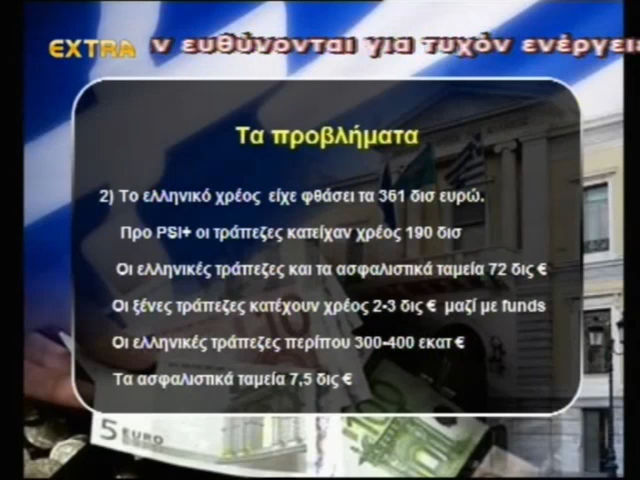 EXTRA ν ευθύνονται για τυχόν ενέργειε
Τα προβλήματα
2) Το ελληνικό χρέος είχε φθάσει τα 361 δισ ευρώ.
Προ PSI+ οι τράπεζες κατείχαν χρέος 190 δισ
Οι ελληνικές τράπεζες και τα ασφαλιστικά ταμεία 72 δις €
Οι ξένες τράπεζες κατέχουν χρέος 2-3 δις € μαζί με funds
Οι ελληνικές τράπεζες περίπου 300-400 εκατ €
Τα ασφαλιστικά ταμεία 7,5 δις €
5 EURO